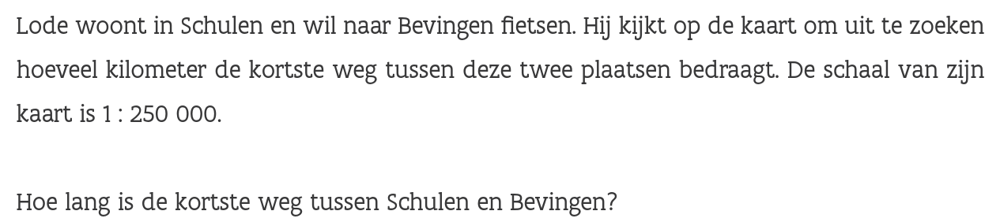 Lode woont in Schulen en wil naar Bevingen fietsen. Hij kijkt op de kaart om uit te zoeken
hoeveel kilometer de kortste weg tussen deze twee plaatsen bedraagt. De schaal van zijn
kaart is 1 : 250 000.
Hoe lang is de kortste weg tussen Schulen en Bevingen?